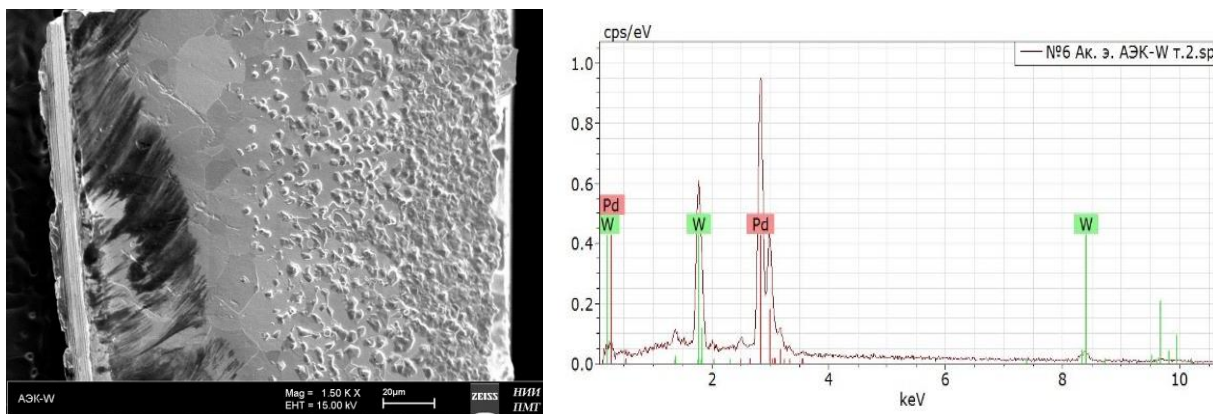 АЭК-W
Mag = 1.50 K X
EHT = 15.00 kV
20µm
ZEISS
НИИ
ПМТ
cps/eV
№6 Ак. э. АЭК-W т.2.sp
1.0
0.8
0.6
0.4
0.2
0.0
Pd
W
W
Pd
W
2
4
6
8
10
keV